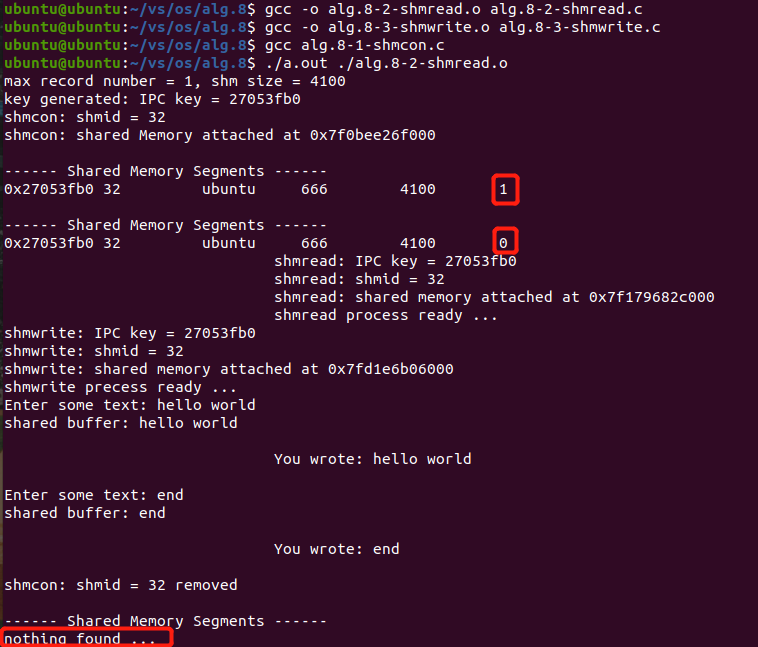 ubuntu@ubuntu:~/vs/os/alg.8$ gcc -o alg.8-2-shmread.o alg.8-2-shmread.c
ubuntu@ubuntu:~/vs/os/alg.8$ gcc -o alg.8-3-shmwrite.o alg.8-3-shmwrite.c
ubuntu@ubuntu:~/vs/os/alg.8$ gcc alg.8-1-shmcon.c
ubuntu@ubuntu:~/vs/os/alg.8$ ./a.out ./alg.8-2-shmread.o
max record number = 1, shm size = 4100
key generated: IPC key = 27053fb0
shmcon: shmid = 32
shmcon: shared Memory attached at 0x7f0bee26f000

------ Shared Memory Segments ------
0x27053fb0 32         ubuntu     666        4100       1

------ Shared Memory Segments ------
0x27053fb0 32         ubuntu     666        4100       0
                              shmread: IPC key = 27053fb0
                              shmread: shmid = 32
                              shmread: shared memory attached at 0x7f179682c000
                              shmread process ready ...
shmwrite: IPC key = 27053fb0
shmwrite: shmid = 32
shmwrite: shared memory attached at 0x7fd1e6b06000
shmwrite precess ready ...
Enter some text: hello world
shared buffer: hello world

                              You wrote: hello world

Enter some text: end
shared buffer: end

                              You wrote: end

shmcon: shmid = 32 removed

------ Shared Memory Segments ------
nothing found ...